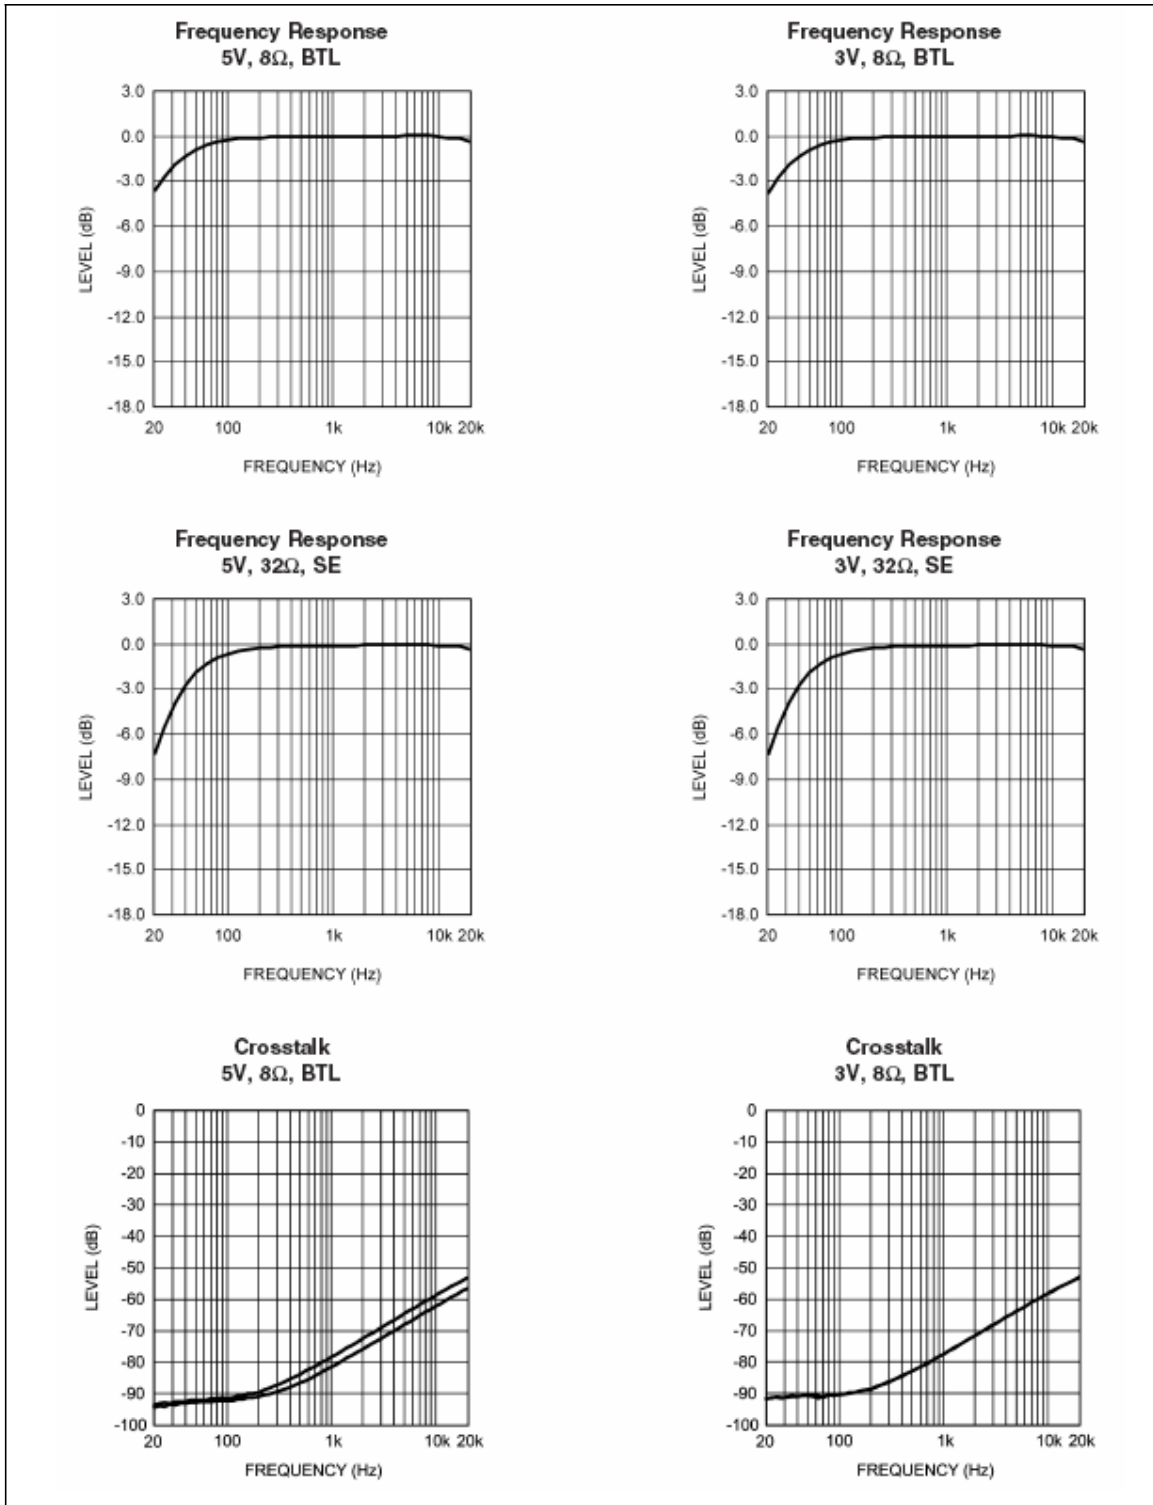 Frequency Response
5V, 8Ω, BTL
3.0
0.0
-3.0
-6.0
-9.0
-12.0
-15.0
-18.0
LEVEL (dB)
20 100 1k 10k 20k
FREQUENCY (Hz)
Frequency Response
3V, 8Ω, BTL
3.0
0.0
-3.0
-6.0
-9.0
-12.0
-15.0
-18.0
LEVEL (dB)
20 100 1k 10k 20k
FREQUENCY (Hz)
Frequency Response
5V, 32Ω, SE
3.0
0.0
-3.0
-6.0
-9.0
-12.0
-15.0
-18.0
LEVEL (dB)
20 100 1k 10k 20k
FREQUENCY (Hz)
Frequency Response
3V, 32Ω, SE
3.0
0.0
-3.0
-6.0
-9.0
-12.0
-15.0
-18.0
LEVEL (dB)
20 100 1k 10k 20k
FREQUENCY (Hz)
Crosstalk
5V, 8Ω, BTL
0
-10
-20
-30
-40
-50
-60
-70
-80
-90
-100
LEVEL (dB)
20 100 1k 10k 20k
FREQUENCY (Hz)
Crosstalk
3V, 8Ω, BTL
0
-10
-20
-30
-40
-50
-60
-70
-80
-90
-100
LEVEL (dB)
20 100 1k 10k 20k
FREQUENCY (Hz)